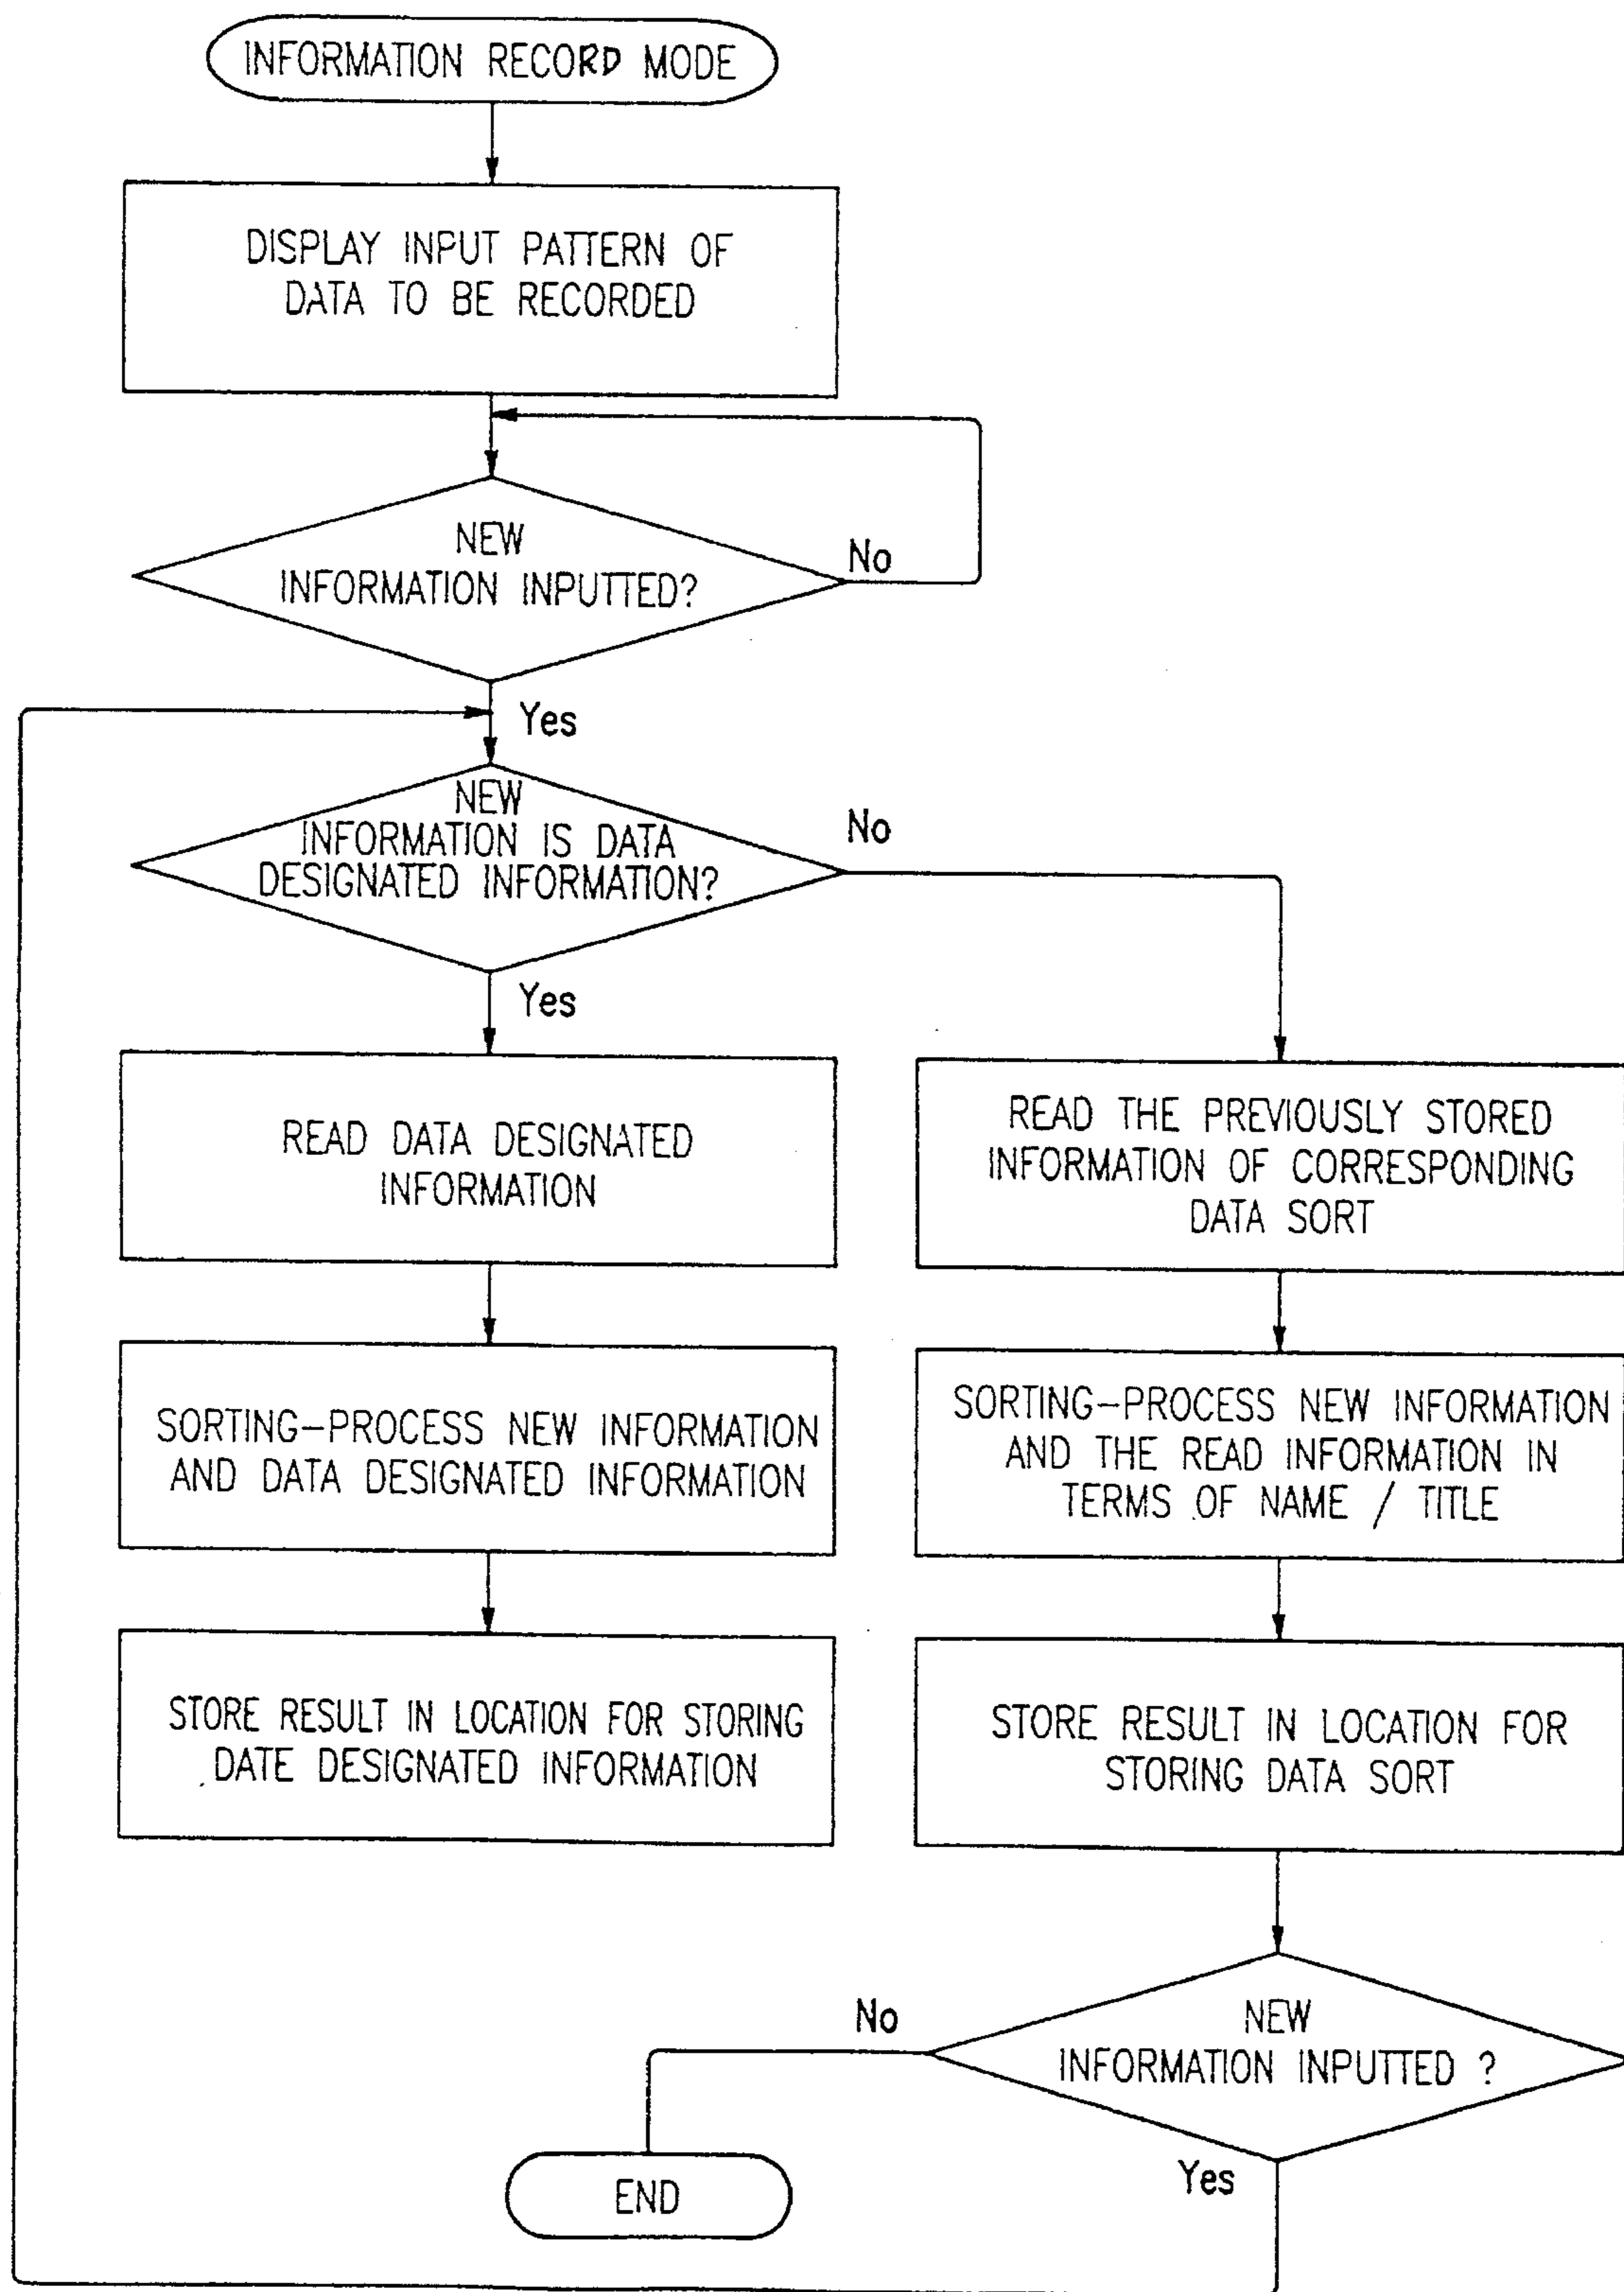 INFORMATION RECORD MODE
DISPLAY INPUT PATTERN OF
DATA TO BE RECORDED
NEW
INFORMATION INPUTTED?
No
Yes
NEW
INFORMATION IS DATA
DESIGNATED INFORMATION?
No
Yes
READ DATA DESIGNATED
INFORMATION
READ THE PREVIOUSLY STORED
INFORMATION OF CORRESPONDING
DATA SORT
SORTING-PROCESS NEW INFORMATION
AND DATA DESIGNATED INFORMATION
SORTING-PROCESS NEW INFORMATION
AND THE READ INFORMATION IN
TERMS OF NAME / TITLE
STORE RESULT IN LOCATION FOR STORING
DATE DESIGNATED INFORMATION
STORE RESULT IN LOCATION FOR
STORING DATA SORT
No
NEW
INFORMATION INPUTTED ?
Yes
END